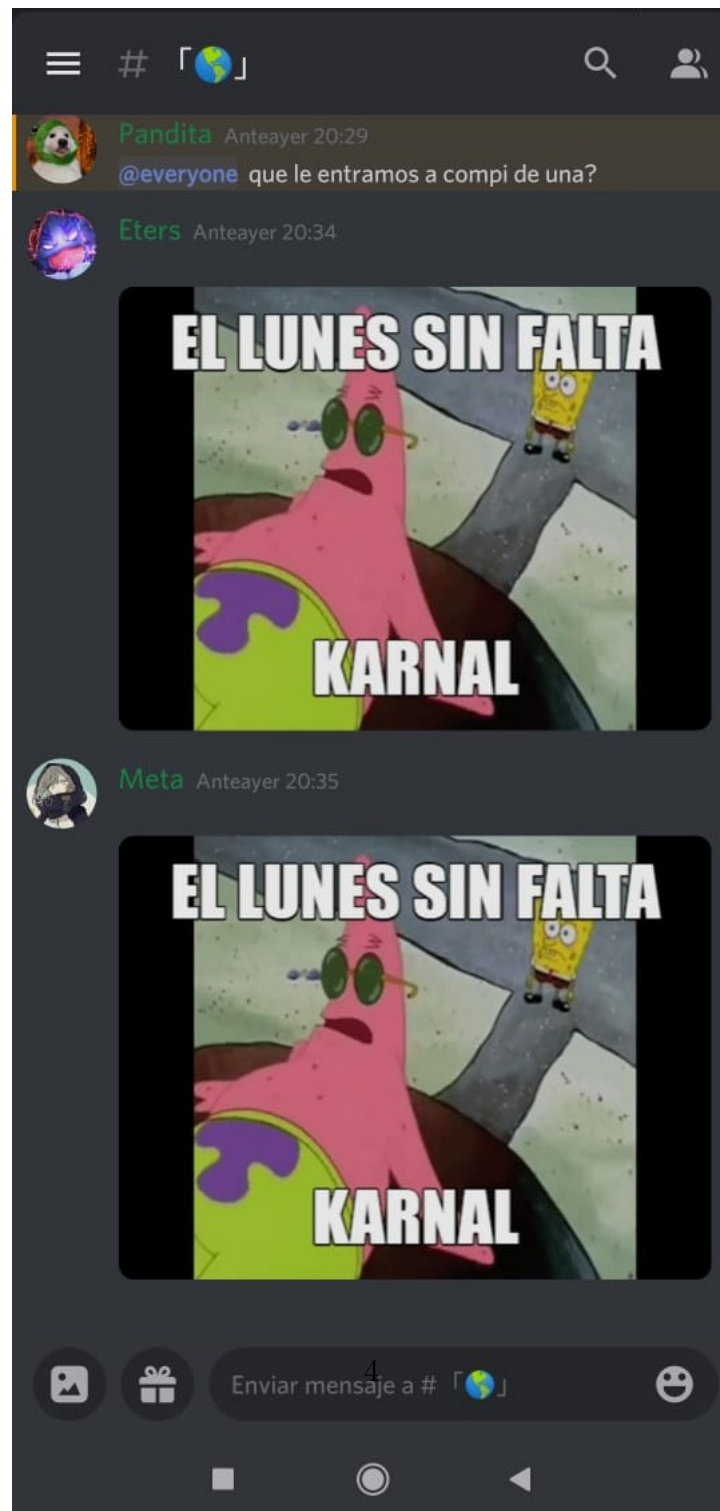 # 「🌎」
Pandita Anteayer 20:29
@everyone que le entramos a compi de una?
Eters Anteayer 20:34
EL LUNES SIN FALTA
KARNAL
Meta Anteayer 20:35
EL LUNES SIN FALTA
KARNAL
4
Enviar mensaje a # 「🌎」